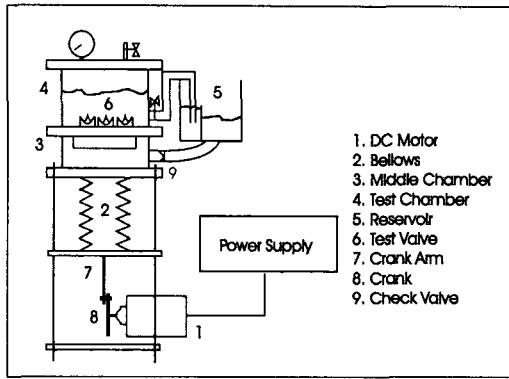 4
6
5
3
9
2
7
8
1
Power Supply
1. DC Motor
2. Bellows
3. Middle Chamber
4. Test Chamber
5. Reservoir
6. Test Valve
7. Crank Arm
8. Crank
9. Check Valve